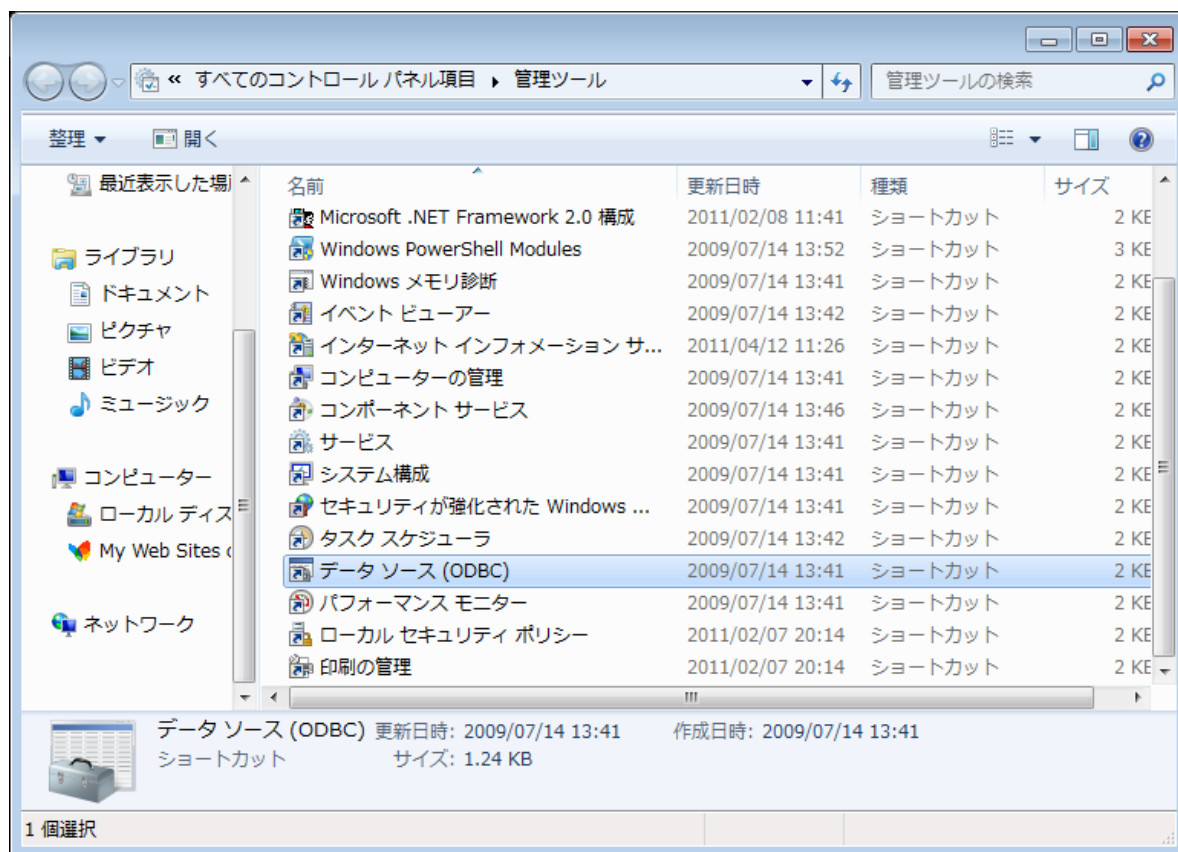 « すべてのコントロール パネル項目 ▸ 管理ツール
管理ツールの検索
整理 開く
最近表示した場
ライブラリ
ドキュメント
ピクチャ
ビデオ
ミュージック
コンピューター
ローカル ディス
My Web Sites
ネットワーク
名前 更新日時 種類 サイズ
Microsoft .NET Framework 2.0 構成 2011/02/08 11:41 ショートカット 2 KB
Windows PowerShell Modules 2009/07/14 13:52 ショートカット 3 KB
Windows メモリ診断 2009/07/14 13:41 ショートカット 2 KB
イベント ビューアー 2009/07/14 13:42 ショートカット 2 KB
インターネット インフォメーション サ... 2011/04/12 11:26 ショートカット 2 KB
コンピューターの管理 2009/07/14 13:41 ショートカット 2 KB
コンポーネント サービス 2009/07/14 13:46 ショートカット 2 KB
サービス 2009/07/14 13:41 ショートカット 2 KB
システム構成 2009/07/14 13:41 ショートカット 2 KB
セキュリティが強化された Windows ... 2009/07/14 13:41 ショートカット 2 KB
タスク スケジューラ 2009/07/14 13:42 ショートカット 2 KB
データ ソース (ODBC) 2009/07/14 13:41 ショートカット 2 KB
パフォーマンス モニター 2009/07/14 13:41 ショートカット 2 KB
ローカル セキュリティ ポリシー 2011/02/07 20:14 ショートカット 2 KB
印刷の管理 2011/02/07 20:14 ショートカット 2 KB
データ ソース (ODBC) 更新日時: 2009/07/14 13:41 作成日時: 2009/07/14 13:41
ショートカット サイズ: 1.24 KB
1 個選択